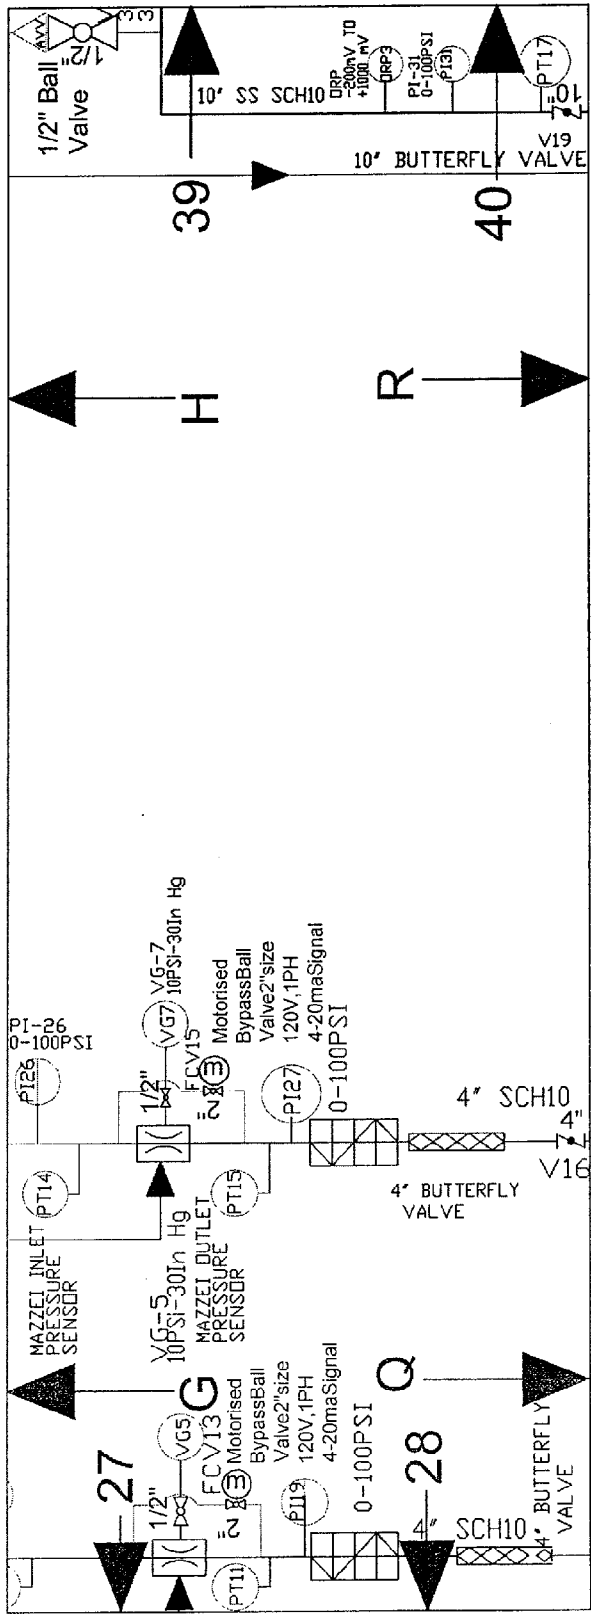 AVV
1/2"
1/2" Ball
Valve
3
3
39
10" SS SCH10
ORP
-200mV TO
+1000 mV
ORP3
PI-31
0-100PSI
PI31
PT17
10"
V19
10" BUTTERFLY VALVE
40
H
R
PI-26
0-100PSI
PI26
VG-7
10PSI-30In Hg
VG7
FCV15
1/2"
2"
M
Motorised
BypassBall
Valve2"size
120V,1PH
4-20maSignal
PI27
0-100PSI
PT14
PT15
4" SCH10
4"
V16
4" BUTTERFLY
VALVE
MAZZEI INLET
PRESSURE
SENSOR
VG-5
10PSI-30In Hg
MAZZEI OUTLET
PRESSURE
SENSOR
G
Q
27
VG5
FCV13
1/2"
2"
M
Motorised
BypassBall
Valve2"size
120V,1PH
4-20maSignal
PI19
0-100PSI
PT11
28
4" SCH10
4" BUTTERFLY
VALVE